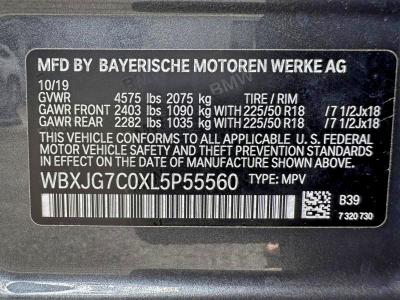 MFD BY BAYERISCHE MOTOREN WERKE AG
10/19
GVWR 4575 lbs 2075 kg TIRE / RIM
GAWR FRONT 2403 lbs 1090 kg WITH 225/50 R18 /7 1/2Jx18
GAWR REAR 2282 lbs 1035 kg WITH 225/50 R18 /7 1/2Jx18
THIS VEHICLE CONFORMS TO ALL APPLICABLE U.S. FEDERAL
MOTOR VEHICLE SAFETY AND THEFT PREVENTION STANDARDS
IN EFFECT ON THE DATE OF MANUFACTURE SHOWN ABOVE.
WBXJG7C0XL5P55560 TYPE: MPV
B39
7 320 730